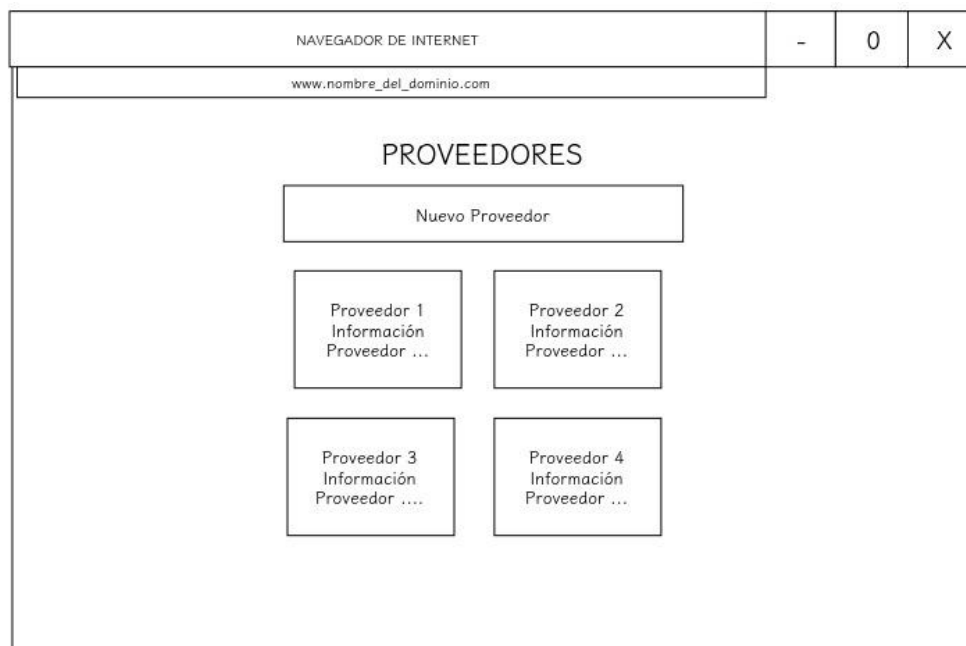 NAVEGADOR DE INTERNET
- 0 X
www.nombre_del_dominio.com
PROVEEDORES
Nuevo Proveedor
Proveedor 1
Información
Proveedor ...
Proveedor 2
Información
Proveedor ...
Proveedor 3
Información
Proveedor ....
Proveedor 4
Información
Proveedor ...